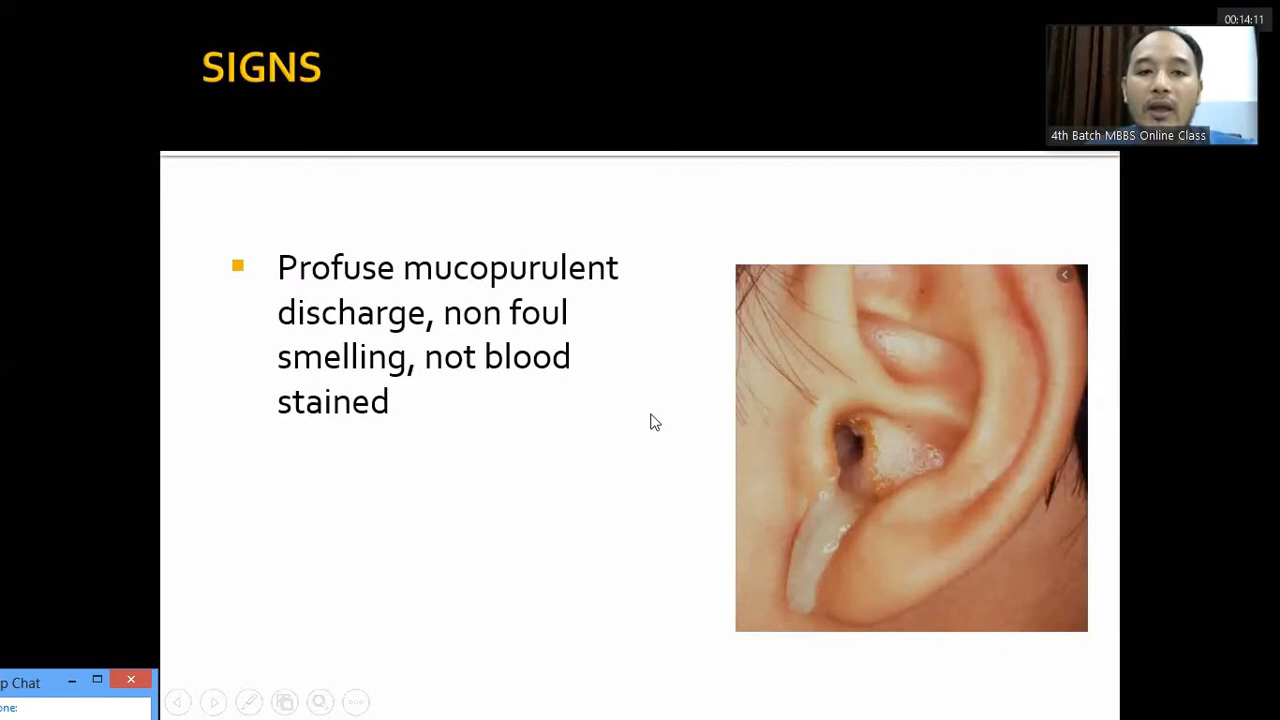 00:14:11
SIGNS
4th Batch MBBS Online Class
Profuse mucopurulent
discharge, non foul
smelling, not blood
stained
p Chat
one: